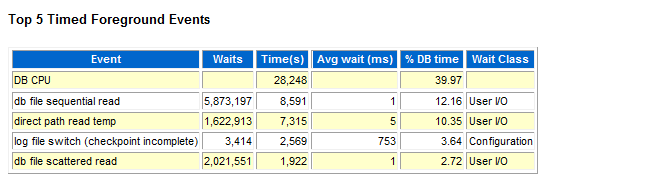 Top 5 Timed Foreground Events
Event Waits Time(s) Avg wait (ms) % DB time Wait Class
DB CPU 28,248 39.97
db file sequential read 5,873,197 8,591 1 12.16 User I/O
direct path read temp 1,622,913 7,315 5 10.35 User I/O
log file switch (checkpoint incomplete) 3,414 2,569 753 3.64 Configuration
db file scattered read 2,021,551 1,922 1 2.72 User I/O